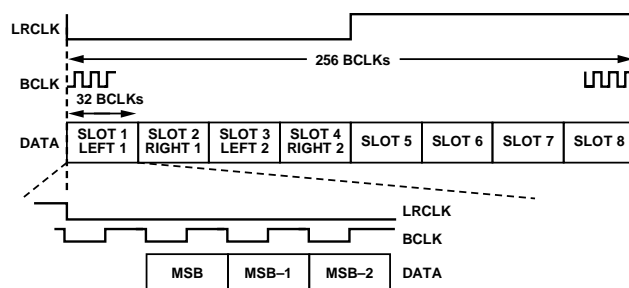 LRCLK
256 BCLKs
BCLK
32 BCLKs
DATA
SLOT 1 SLOT 2 SLOT 3 SLOT 4 SLOT 5 SLOT 6 SLOT 7 SLOT 8
LEFT 1 RIGHT 1 LEFT 2 RIGHT 2
LRCLK
BCLK
MSB MSB–1 MSB–2 DATA